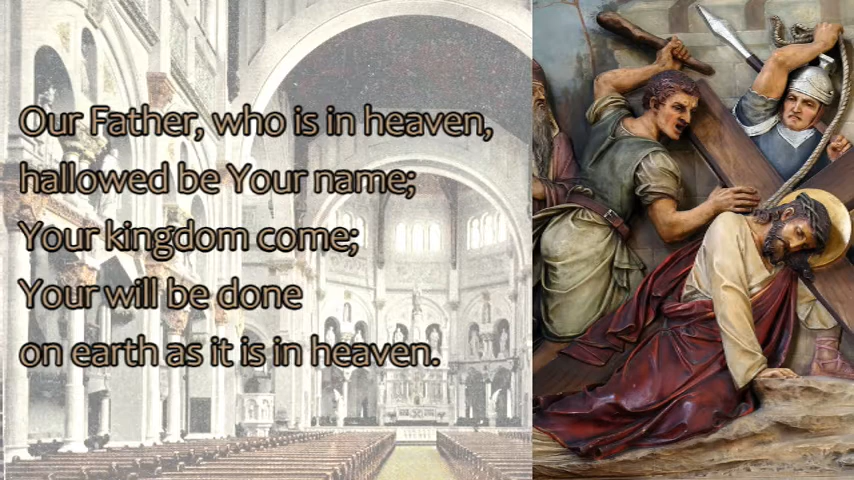 Our Father, who is in heaven,
hallowed be Your name;
Your kingdom come;
Your will be done
on earth as it is in heaven.